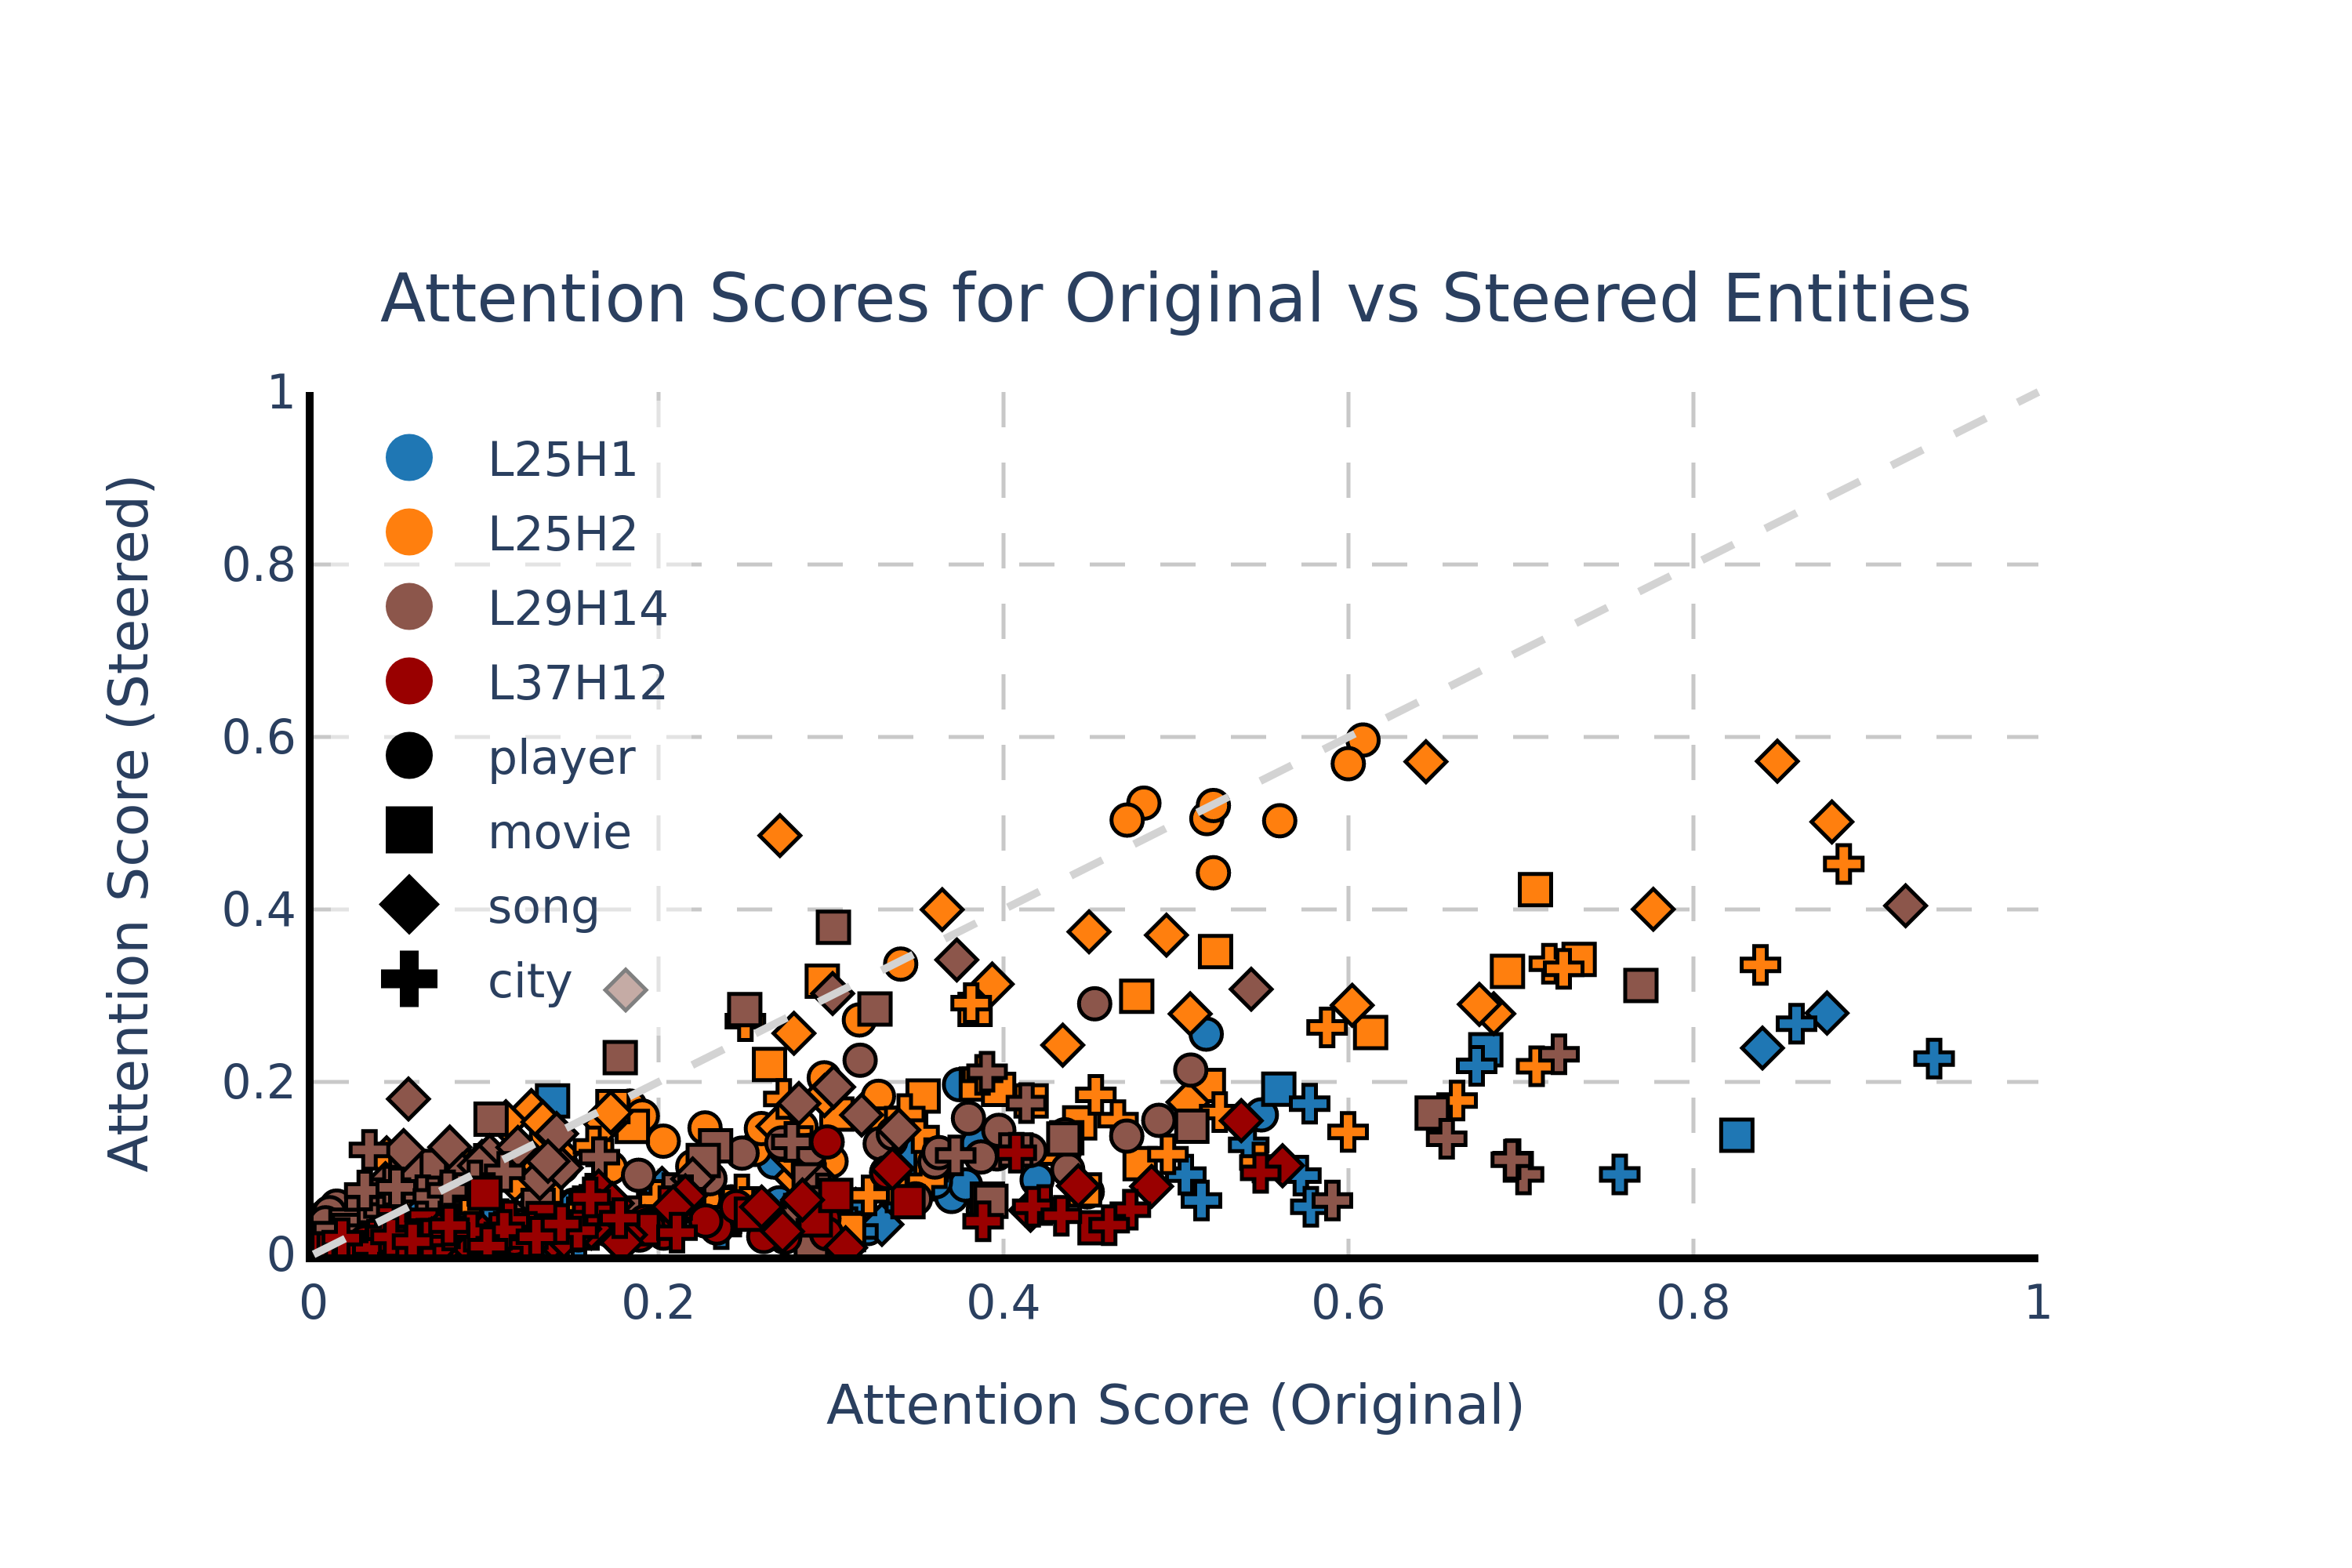 Attention Scores for Original vs Steered Entities
1
0.8
0.6
0.4
0.2
0
Attention Score (Steered)
L25H1
L25H2
L29H14
L37H12
player
movie
song
city
0
0.2
0.4
0.6
0.8
1
Attention Score (Original)